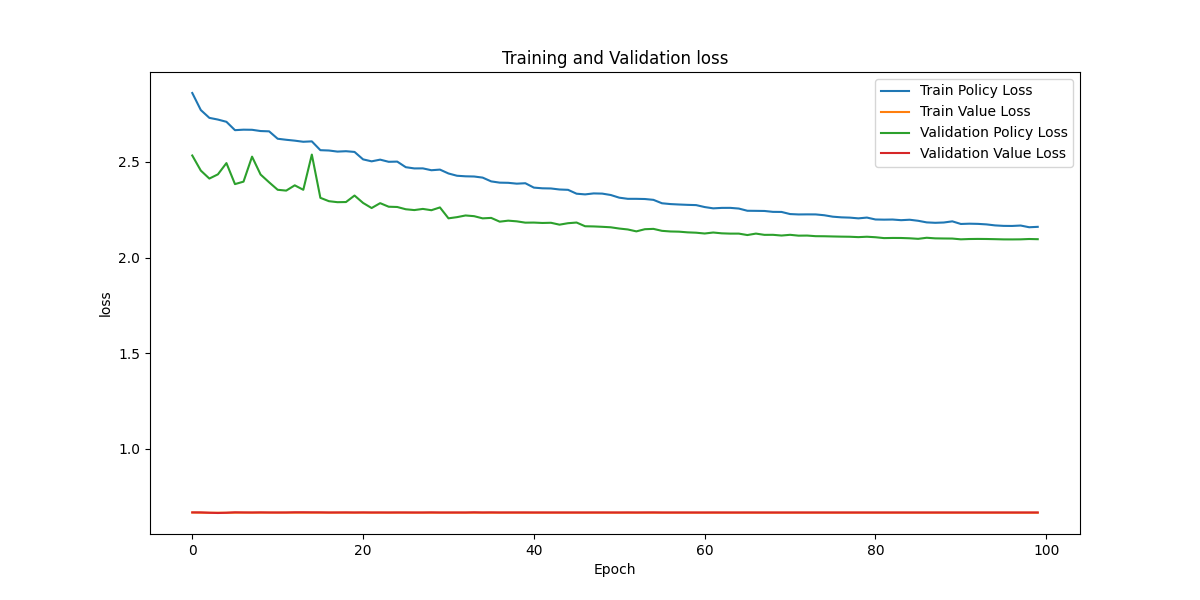 Training and Validation loss
Train Policy Loss
Train Value Loss
Validation Policy Loss
Validation Value Loss
2.5
2.0
1.5
1.0
loss
0 20 40 60 80 100
Epoch